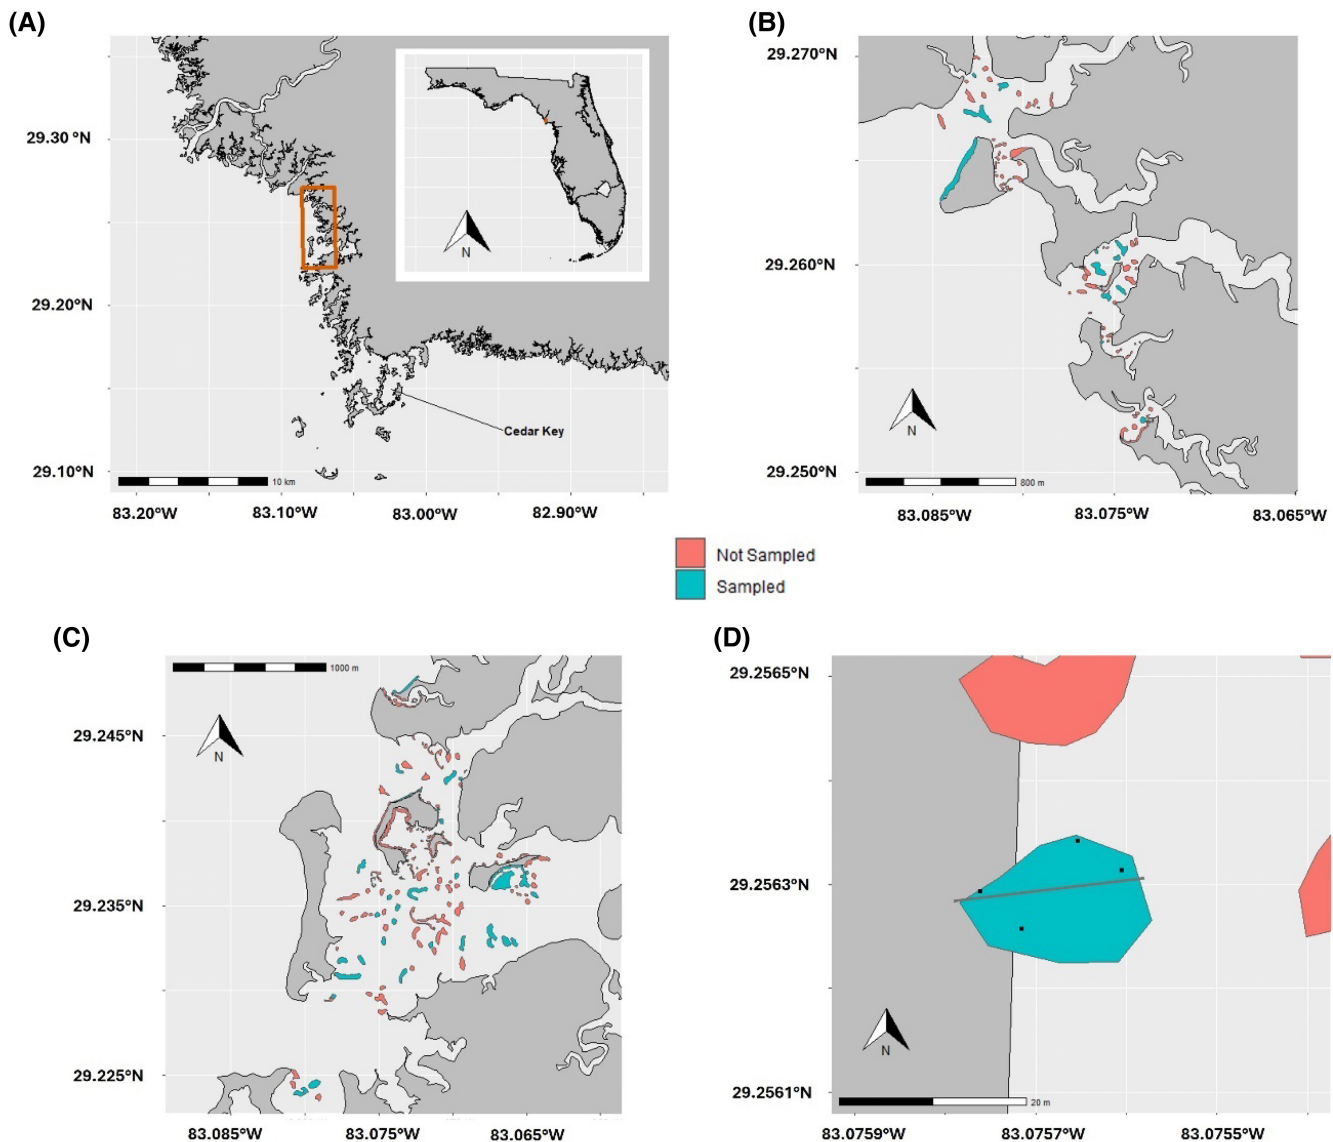 (A)
29.30 °N
29.20°N
29.10°N
N
Cedar Key
10 km
83.20°W 83.10°W 83.00°W 82.90°W
(B)
29.270°N
29.260°N
29.250°N
N
800 m
83.085°W 83.075°W 83.065°W
Not Sampled
Sampled
(C)
1000 m
N
29.245°N
29.235°N
29.225°N
83.085°W 83.075°W 83.065°W
(D)
29.2565°N
29.2563°N
29.2561°N
N
20 m
83.0759°W 83.0757°W 83.0755°W